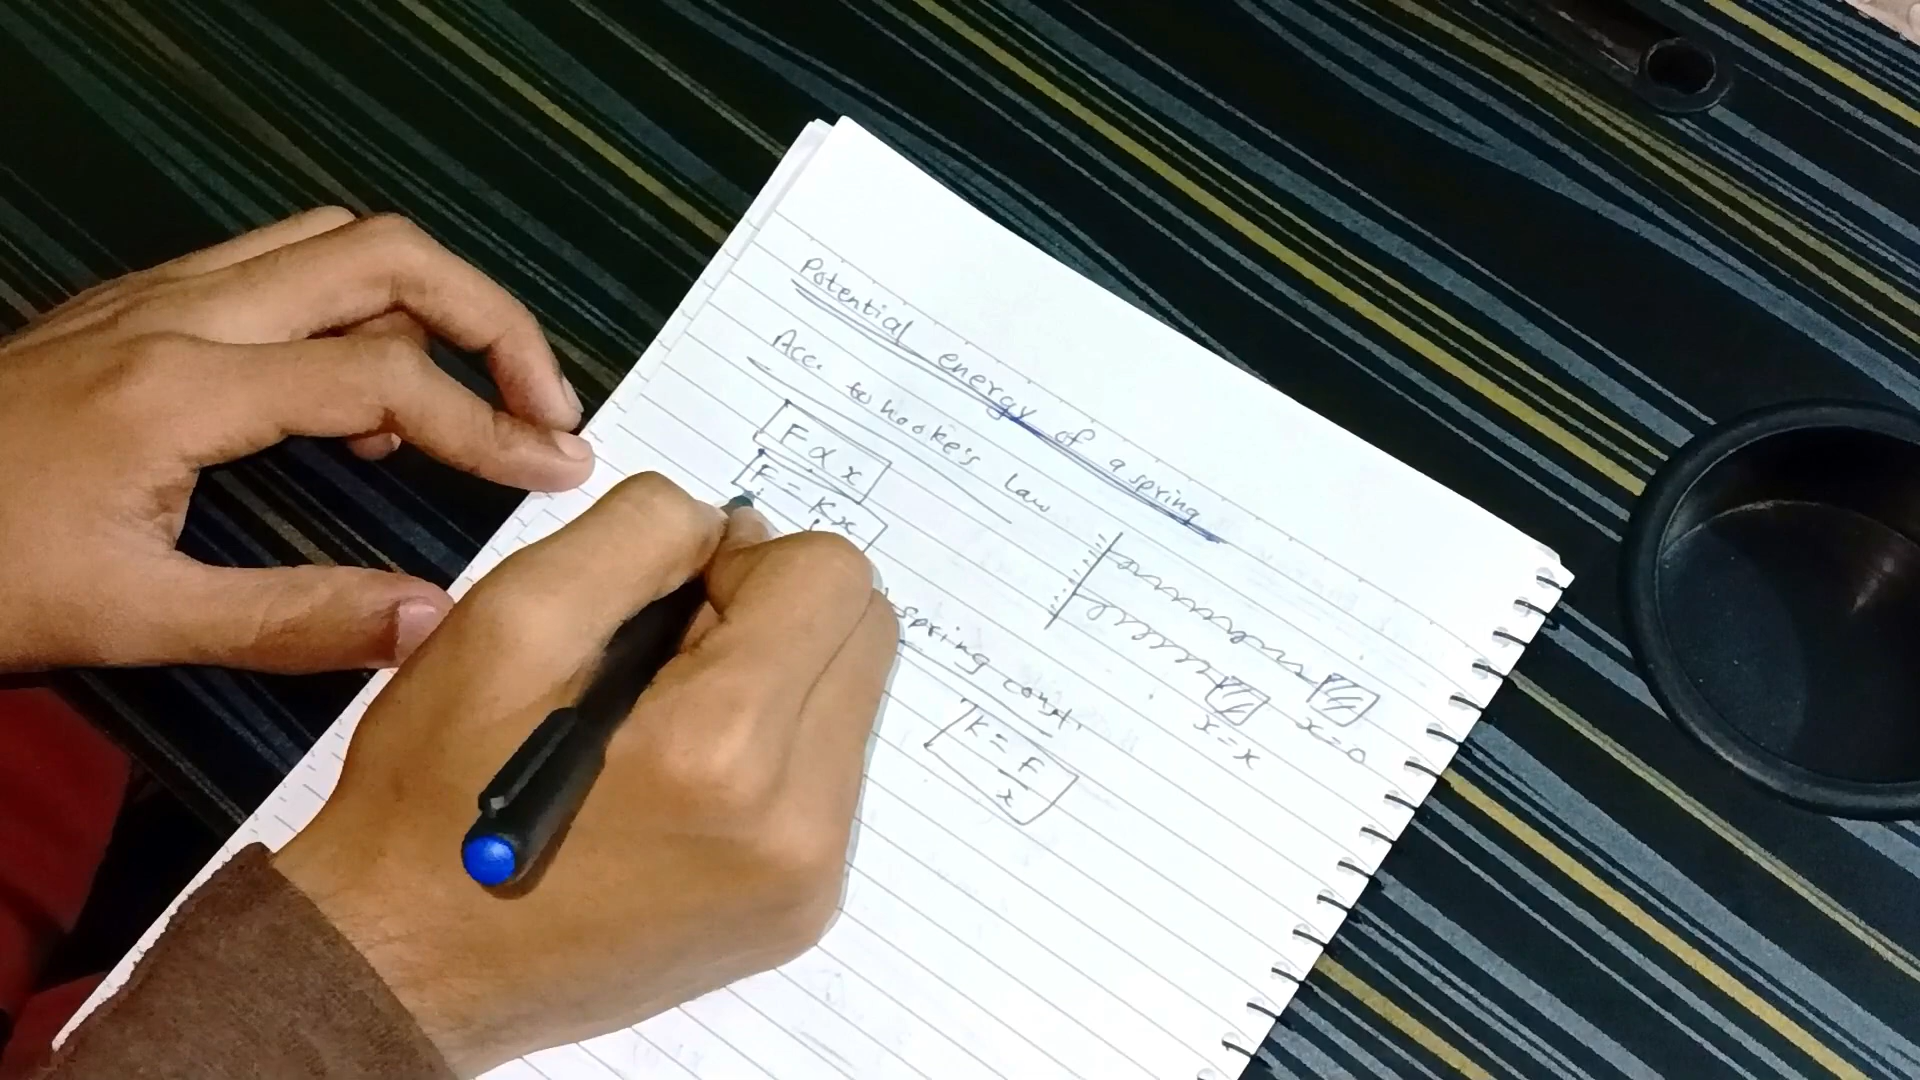 Potential energy of a spring
Acc. to Hooke's Law
F α x
F = Kx
spring const.
K = F/x
x=x
x=0